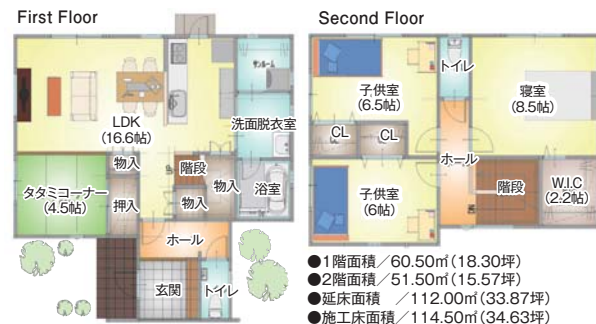 First Floor
サンルーム
LDK
(16.6帖)
洗面脱衣室
物入
タタミコーナー
(4.5帖)
押入
階段
物入
物入
浴室
ホール
玄関
トイレ
Second Floor
トイレ
子供室
(6.5帖)
寝室
(8.5帖)
CL
CL
ホール
子供室
(6帖)
階段
W.I.C
(2.2帖)
●1階面積／60.50㎡(18.30坪)
●2階面積／51.50㎡(15.57坪)
●延床面積　／112.00㎡(33.87坪)
●施工床面積／114.50㎡(34.63坪)